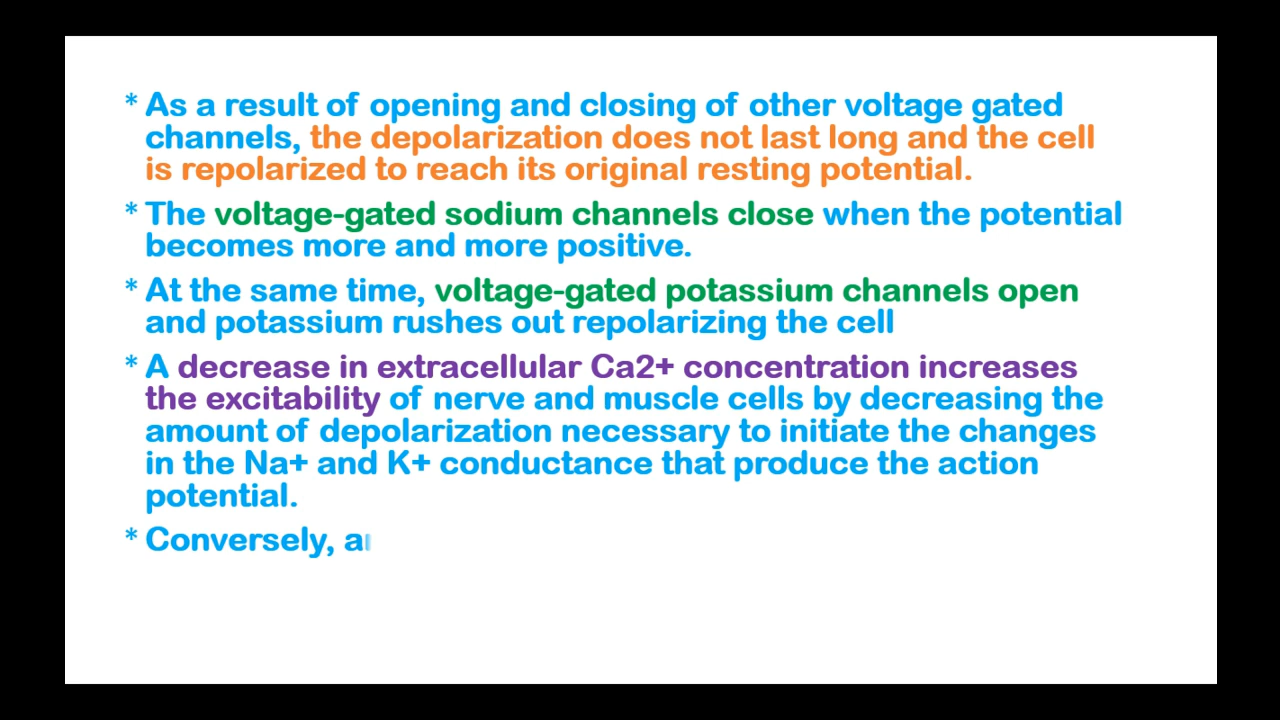 * As a result of opening and closing of other voltage gated
channels, the depolarization does not last long and the cell
is repolarized to reach its original resting potential.
* The voltage-gated sodium channels close when the potential
becomes more and more positive.
* At the same time, voltage-gated potassium channels open
and potassium rushes out repolarizing the cell
* A decrease in extracellular Ca2+ concentration increases
the excitability of nerve and muscle cells by decreasing the
amount of depolarization necessary to initiate the changes
in the Na+ and K+ conductance that produce the action
potential.
* Conversely,